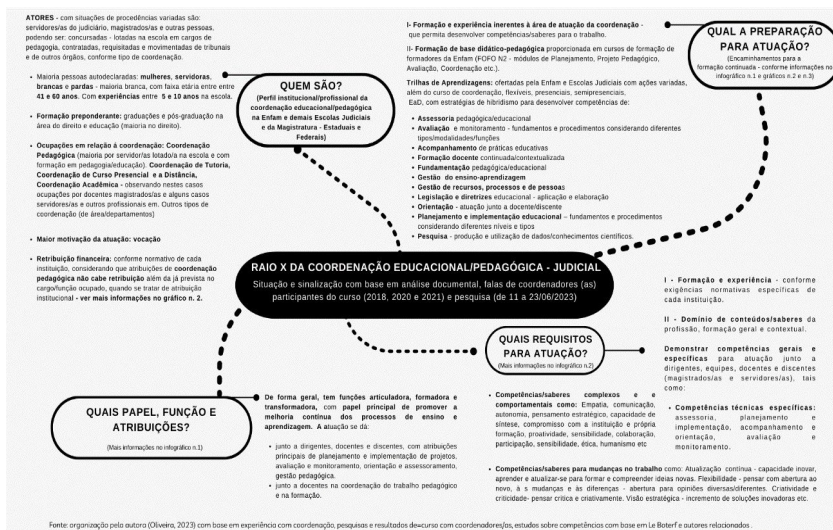 ATORES - com situações de procedências variadas são:
servidores/as do judiciário, magistrados/as e outras pessoas,
podendo ser: concursadas - lotadas na escola em cargos de
pedagogia, contratadas, requisitadas e movimentadas de tribunais
e de outros órgãos, conforme tipo de coordenação.
• Maioria pessoas autodeclaradas: mulheres, servidoras,
brancas e pardas - maioria branca, com faixa etária entre entre
41 e 60 anos. Com experiências entre 5 e 10 anos na escola.
• Formação preponderante: graduações e pós-graduação na
área do direito e educação (maioria no direito).
• Ocupações em relação à coordenação: Coordenação
Pedagógica (maioria por servidor/as lotado/a na escola e com
formação em pedagogia/educação). Coordenação de Tutoria,
Coordenação de Curso Presencial e a Distância,
Coordenação Acadêmica - observando nestes casos
ocupações por docentes magistrados/as e alguns casos
servidores/as e outros profissionais em. Outros tipos de
coordenação (de área/departamentos)
• Maior motivação da atuação: vocação
• Retribuição financeira: conforme normativo de cada
instituição, considerando que atribuições de coordenação
pedagógica não cabe retribuição além da já prevista no
cargo/função ocupado, quando se tratar de atribuição
institucional - ver mais informações no gráfico n. 2.
QUEM SÃO?
(Perfil institucional/profissional da
coordenação educacional/pedagógica
na Enfam e demais Escolas Judiciais
e da Magistratura - Estaduais e
Federais)
I- Formação e experiência inerentes à área de atuação da coordenação -
que permita desenvolver competências/saberes para o trabalho.
II- Formação de base didático-pedagógica proporcionada em cursos de formação de
formadores da Enfam (FOFO N2 - módulos de Planejamento, Projeto Pedagógico,
Avaliação, Coordenação etc.).
Trilhas de Aprendizagens: ofertadas pela Enfam e Escolas Judiciais com ações variadas,
além do curso de coordenação, flexíveis, presenciais, semipresenciais,
EaD, com estratégias de hibridismo para desenvolver competências de:
• Assessoria pedagógica/educacional
• Avaliação e monitoramento - fundamentos e procedimentos considerando diferentes
tipos/modalidades/funções
• Acompanhamento de práticas educativas
• Formação docente continuada/contextualizada
• Fundamentação pedagógica/educacional
• Gestão do ensino-aprendizagem
• Gestão de recursos, processos e de pessoas
• Legislação e diretrizes educacional - aplicação e elaboração
• Orientação - atuação junto a docente/discente
• Planejamento e implementação educacional – fundamentos e procedimentos
considerando diferentes níveis e tipos
• Pesquisa - produção e utilização de dados/conhecimentos científicos.
QUAL A PREPARAÇÃO
PARA ATUAÇÃO?
(Encaminhamentos para a
formação continuada - conforme informações no
infográfico n.1 e gráficos n.2 e n.3)
RAIO X DA COORDENAÇÃO EDUCACIONAL/PEDAGÓGICA - JUDICIAL
Situação e sinalização com base em análise documental, falas de coordenadores (as)
participantes do curso (2018, 2020 e 2021) e pesquisa (de 11 a 23/06/2023)
QUAIS REQUISITOS
PARA ATUAÇÃO?
(Mais informações no infográfico n.2)
I - Formação e experiência - conforme
exigências normativas específicas de
cada instituição.
II - Domínio de conteúdos/saberes da
profissão, formação geral e contextual.
Demonstrar competências gerais e
específicas para atuação junto a
dirigentes, equipes, docentes e discentes
(magistrados/as e servidores/as), tais
como:
• Competências técnicas específicas:
assessoria, planejamento e
implementação, acompanhamento e
orientação, avaliação e
monitoramento.
• Competências/saberes complexos e e
comportamentais como: Empatia, comunicação,
autonomia, pensamento estratégico, capacidade de
síntese, compromisso com a instituição e própria
formação, proatividade, sensibilidade, colaboração,
participação, sensibilidade, ética, humanismo etc
• Competências/saberes para mudanças no trabalho como: Atualização continua - capacidade inovar,
aprender e atualizar-se para formar e compreender ideias novas. Flexibilidade - pensar com abertura ao
novo, à s mudanças e às diferenças - abertura para opiniões diversas/diferentes. Criatividade e
criticidade- pensar crítica e criativamente. Visão estratégica - incremento de soluções inovadoras etc.
QUAIS PAPEL, FUNÇÃO E
ATRIBUIÇÕES?
(Mais informações no infográfico n.1)
De forma geral, tem funções articuladora, formadora e
transformadora, com papel principal de promover a
melhoria contínua dos processos de ensino e
aprendizagem. A atuação se dá:
• junto a dirigentes, docentes e discentes, com atribuições
principais de planejamento e implementação de projetos,
avaliação e monitoramento, orientação e assessoramento,
gestão pedagógica.
• junto a docentes na coordenação do trabalho pedagógico
e na formação.
Fonte: organização pela autora (Oliveira, 2023) com base em experiência com coordenação, pesquisas e resultados de curso com coordenadores/as, estudos sobre competências com base em Le Boterf e autores relacionados .